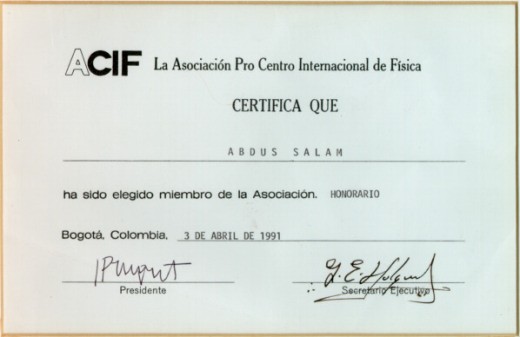 ACIF La Asociación Pro Centro Internacional de Física
CERTIFICA QUE
ABDUS SALAM
ha sido elegido miembro de la Asociación. HONORARIO
Bogotá, Colombia, 3 DE ABRIL DE 1991
Presidente Secretario Ejecutivo